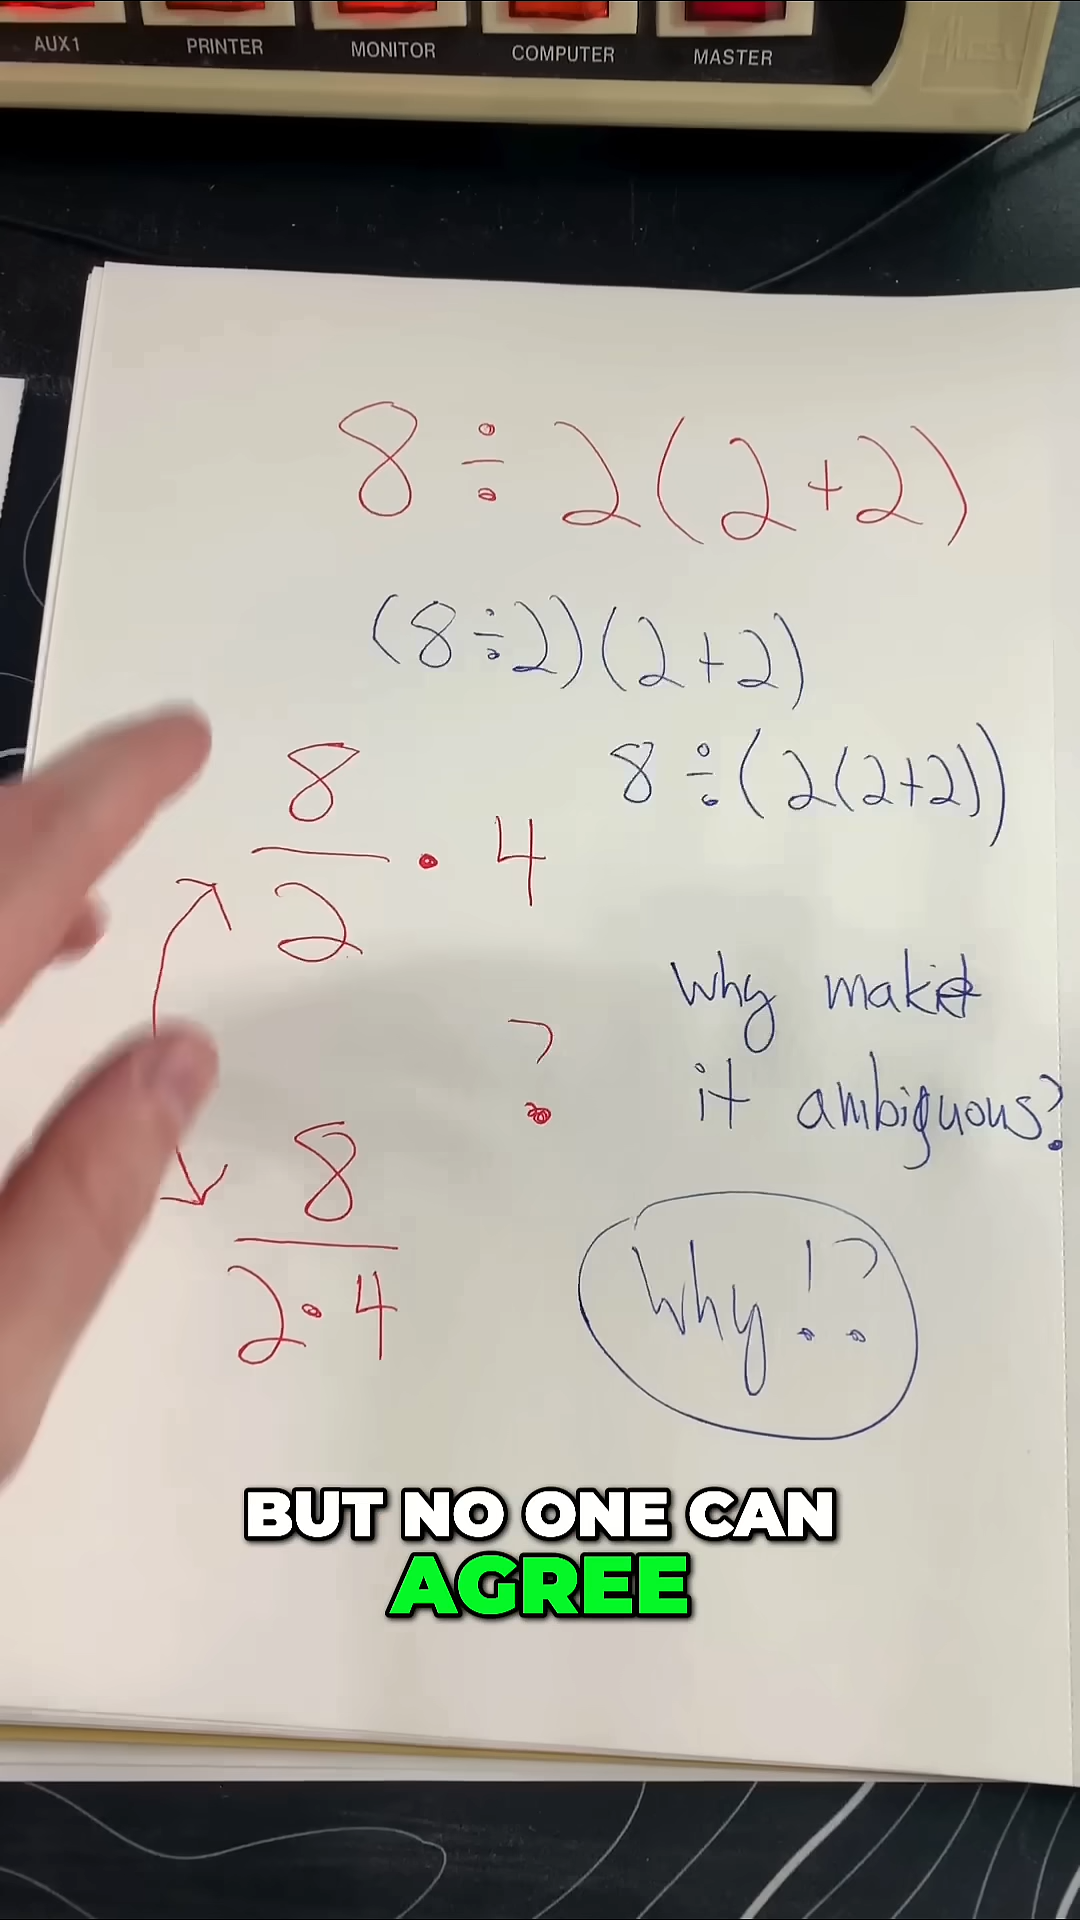 AUX1 PRINTER MONITOR COMPUTER MASTER
8 ÷ 2(2+2)
(8÷2)(2+2)
8 ÷ (2(2+2))
8
2
· 4
?
why make
it ambiguous?
8
2·4
Why!?
BUT NO ONE CAN
AGREE